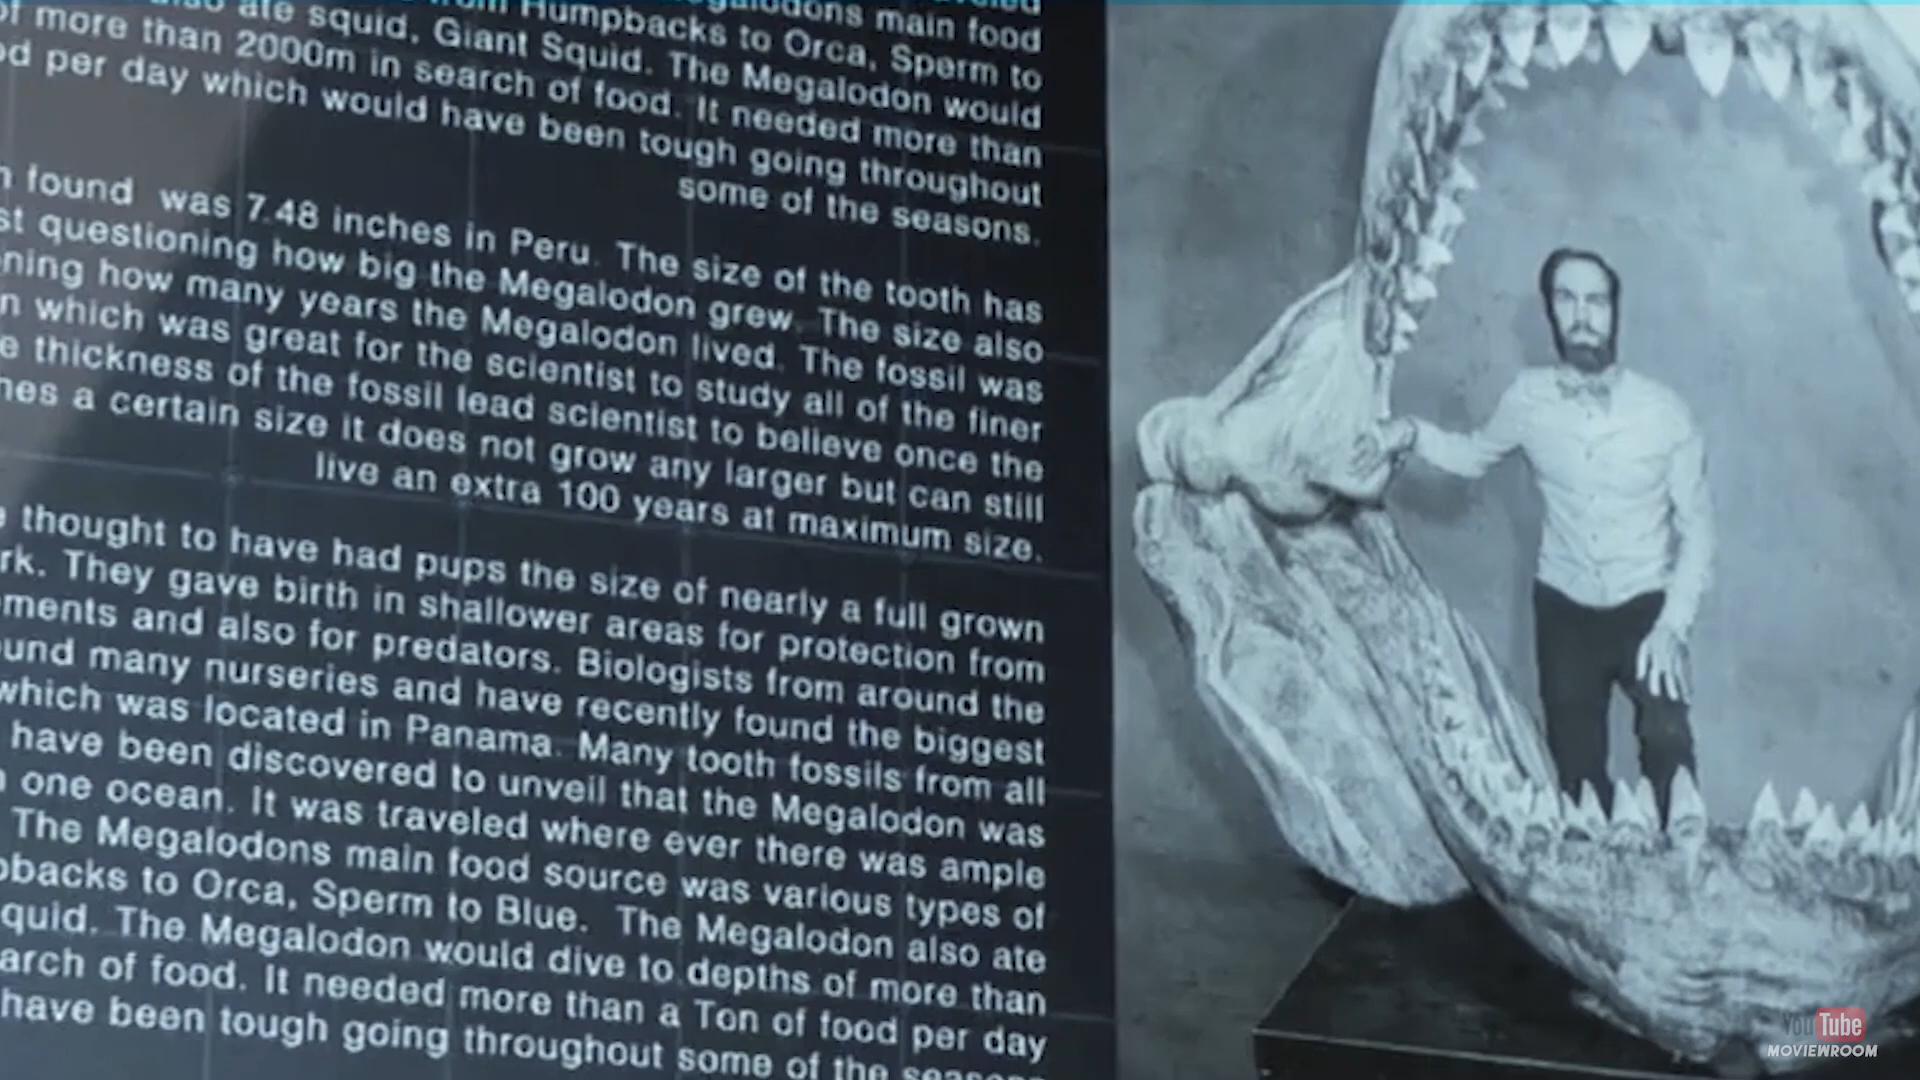 also ate squid, Giant Squid. from Humpbacks to Orca, Sperm to
Megalodons main food
of more than 2000m in search of food. The Megalodon would
per day which would have been tough going throughout
It needed more than
some of the seasons.
found was 7.48 inches in Peru. The size of the tooth has
questioning how big the Megalodon grew. The size also
how many years the Megalodon lived. The fossil was
which was great for the scientist to study all of the finer
thickness of the fossil lead scientist to believe once the
a certain size it does not grow any larger but can still
live an extra 100 years at maximum size.
thought to have had pups the size of nearly a full grown
They gave birth in shallower areas for protection from
and also for predators. Biologists from around the
many nurseries and have recently found the biggest
which was located in Panama. Many tooth fossils from all
have been discovered to unveil that the Megalodon was
one ocean. It was traveled where ever there was ample
The Megalodons main food source was various types of
to Orca, Sperm to Blue. The Megalodon also ate
The Megalodon would dive to depths of more than
of food. It needed more than a Ton of food per day
have been tough going throughout some of the seasons
YouTube
MOVIEWROOM